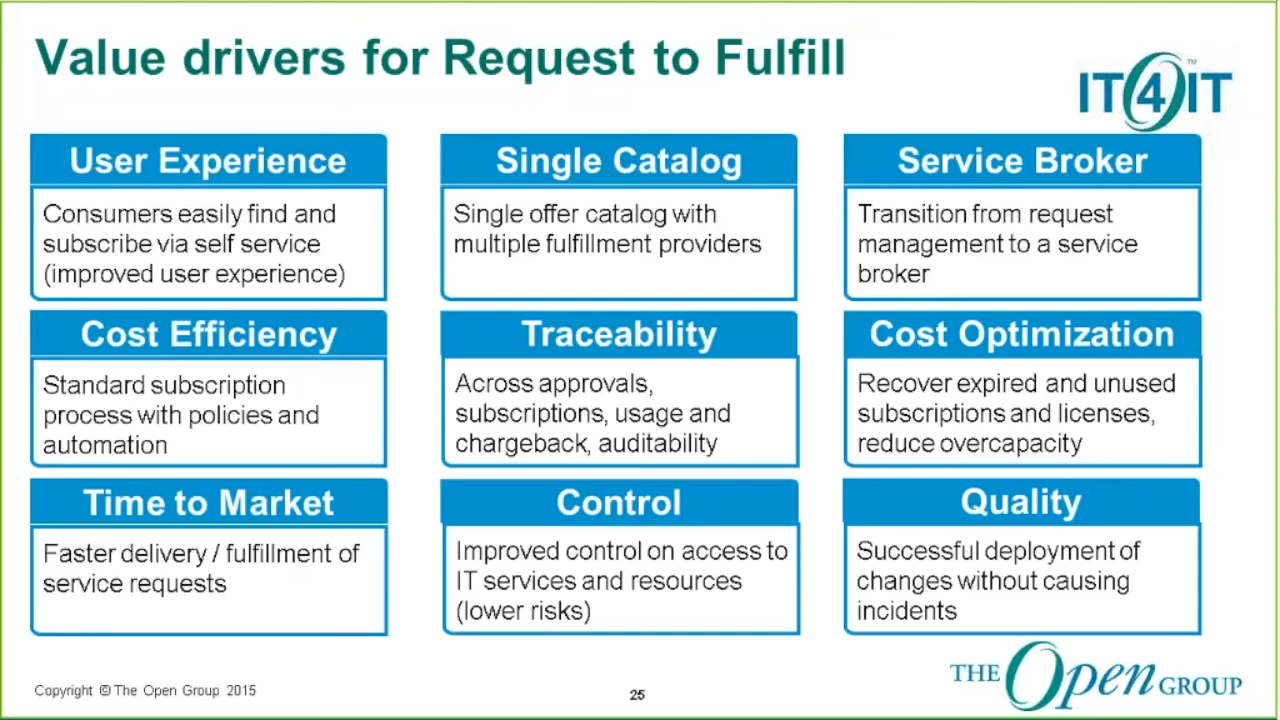 Value drivers for Request to Fulfill
IT4IT™
User Experience
Consumers easily find and
subscribe via self service
(improved user experience)
Single Catalog
Single offer catalog with
multiple fulfillment providers
Service Broker
Transition from request
management to a service
broker
Cost Efficiency
Standard subscription
process with policies and
automation
Traceability
Across approvals,
subscriptions, usage and
chargeback, auditability
Cost Optimization
Recover expired and unused
subscriptions and licenses,
reduce overcapacity
Time to Market
Faster delivery / fulfillment of
service requests
Control
Improved control on access to
IT services and resources
(lower risks)
Quality
Successful deployment of
changes without causing
incidents
Copyright © The Open Group 2015
25
THE Open GROUP